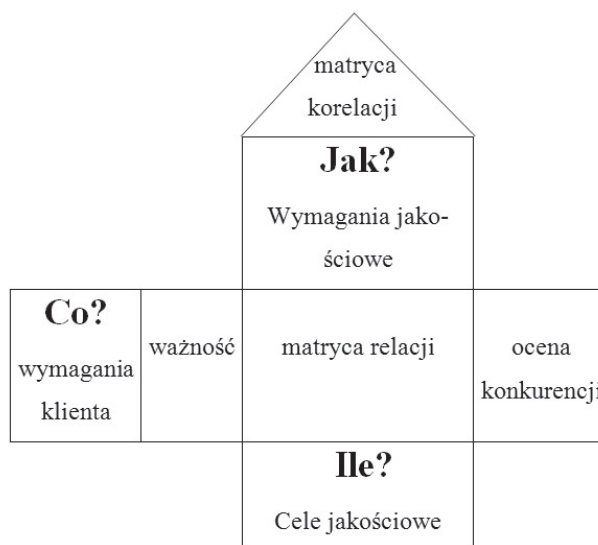 matryca
korelacji
Jak?
Wymagania jako-
ściowe
Co?
wymagania
klienta
ważność
matryca relacji
ocena
konkurencji
Ile?
Cele jakościowe